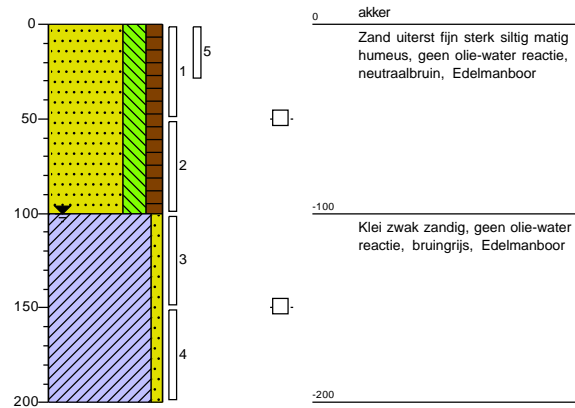 0
50
100
150
200
1
5
2
3
4
0
akker
Zand uiterst fijn sterk siltig matig
humeus, geen olie-water reactie,
neutraalbruin, Edelmanboor
-100
Klei zwak zandig, geen olie-water
reactie, bruingrijs, Edelmanboor
-200